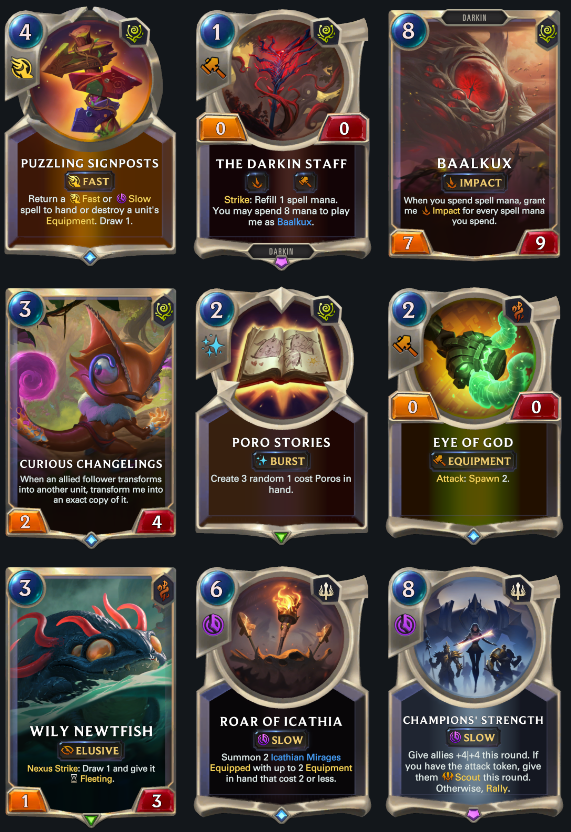 4
PUZZLING SIGNPOSTS
FAST
Return a Fast or Slow
spell to hand or destroy a unit's
Equipment. Draw 1.
1
0
0
THE DARKIN STAFF
Strike: Refill 1 spell mana.
You may spend 8 mana to play
me as Baalkux.
DARKIN
DARKIN
8
BAALKUX
IMPACT
When you spend spell mana, grant
me Impact for every spell mana
you spend.
7
9
3
CURIOUS CHANGELINGS
When an allied follower transforms
into another unit, transform me into
an exact copy of it.
2
4
2
PORO STORIES
BURST
Create 3 random 1 cost Poros in
hand.
2
0
0
EYE OF GOD
EQUIPMENT
Attack: Spawn 2.
3
WILY NEWTFISH
ELUSIVE
Nexus Strike: Draw 1 and give it
Fleeting.
1
3
6
ROAR OF ICATHIA
SLOW
Summon 2 Icathian Mirages
Equipped with up to 2 Equipment
in hand that cost 2 or less.
8
CHAMPIONS' STRENGTH
SLOW
Give allies +4|+4 this round. If
you have the attack token, give
them Scout this round.
Otherwise, Rally.